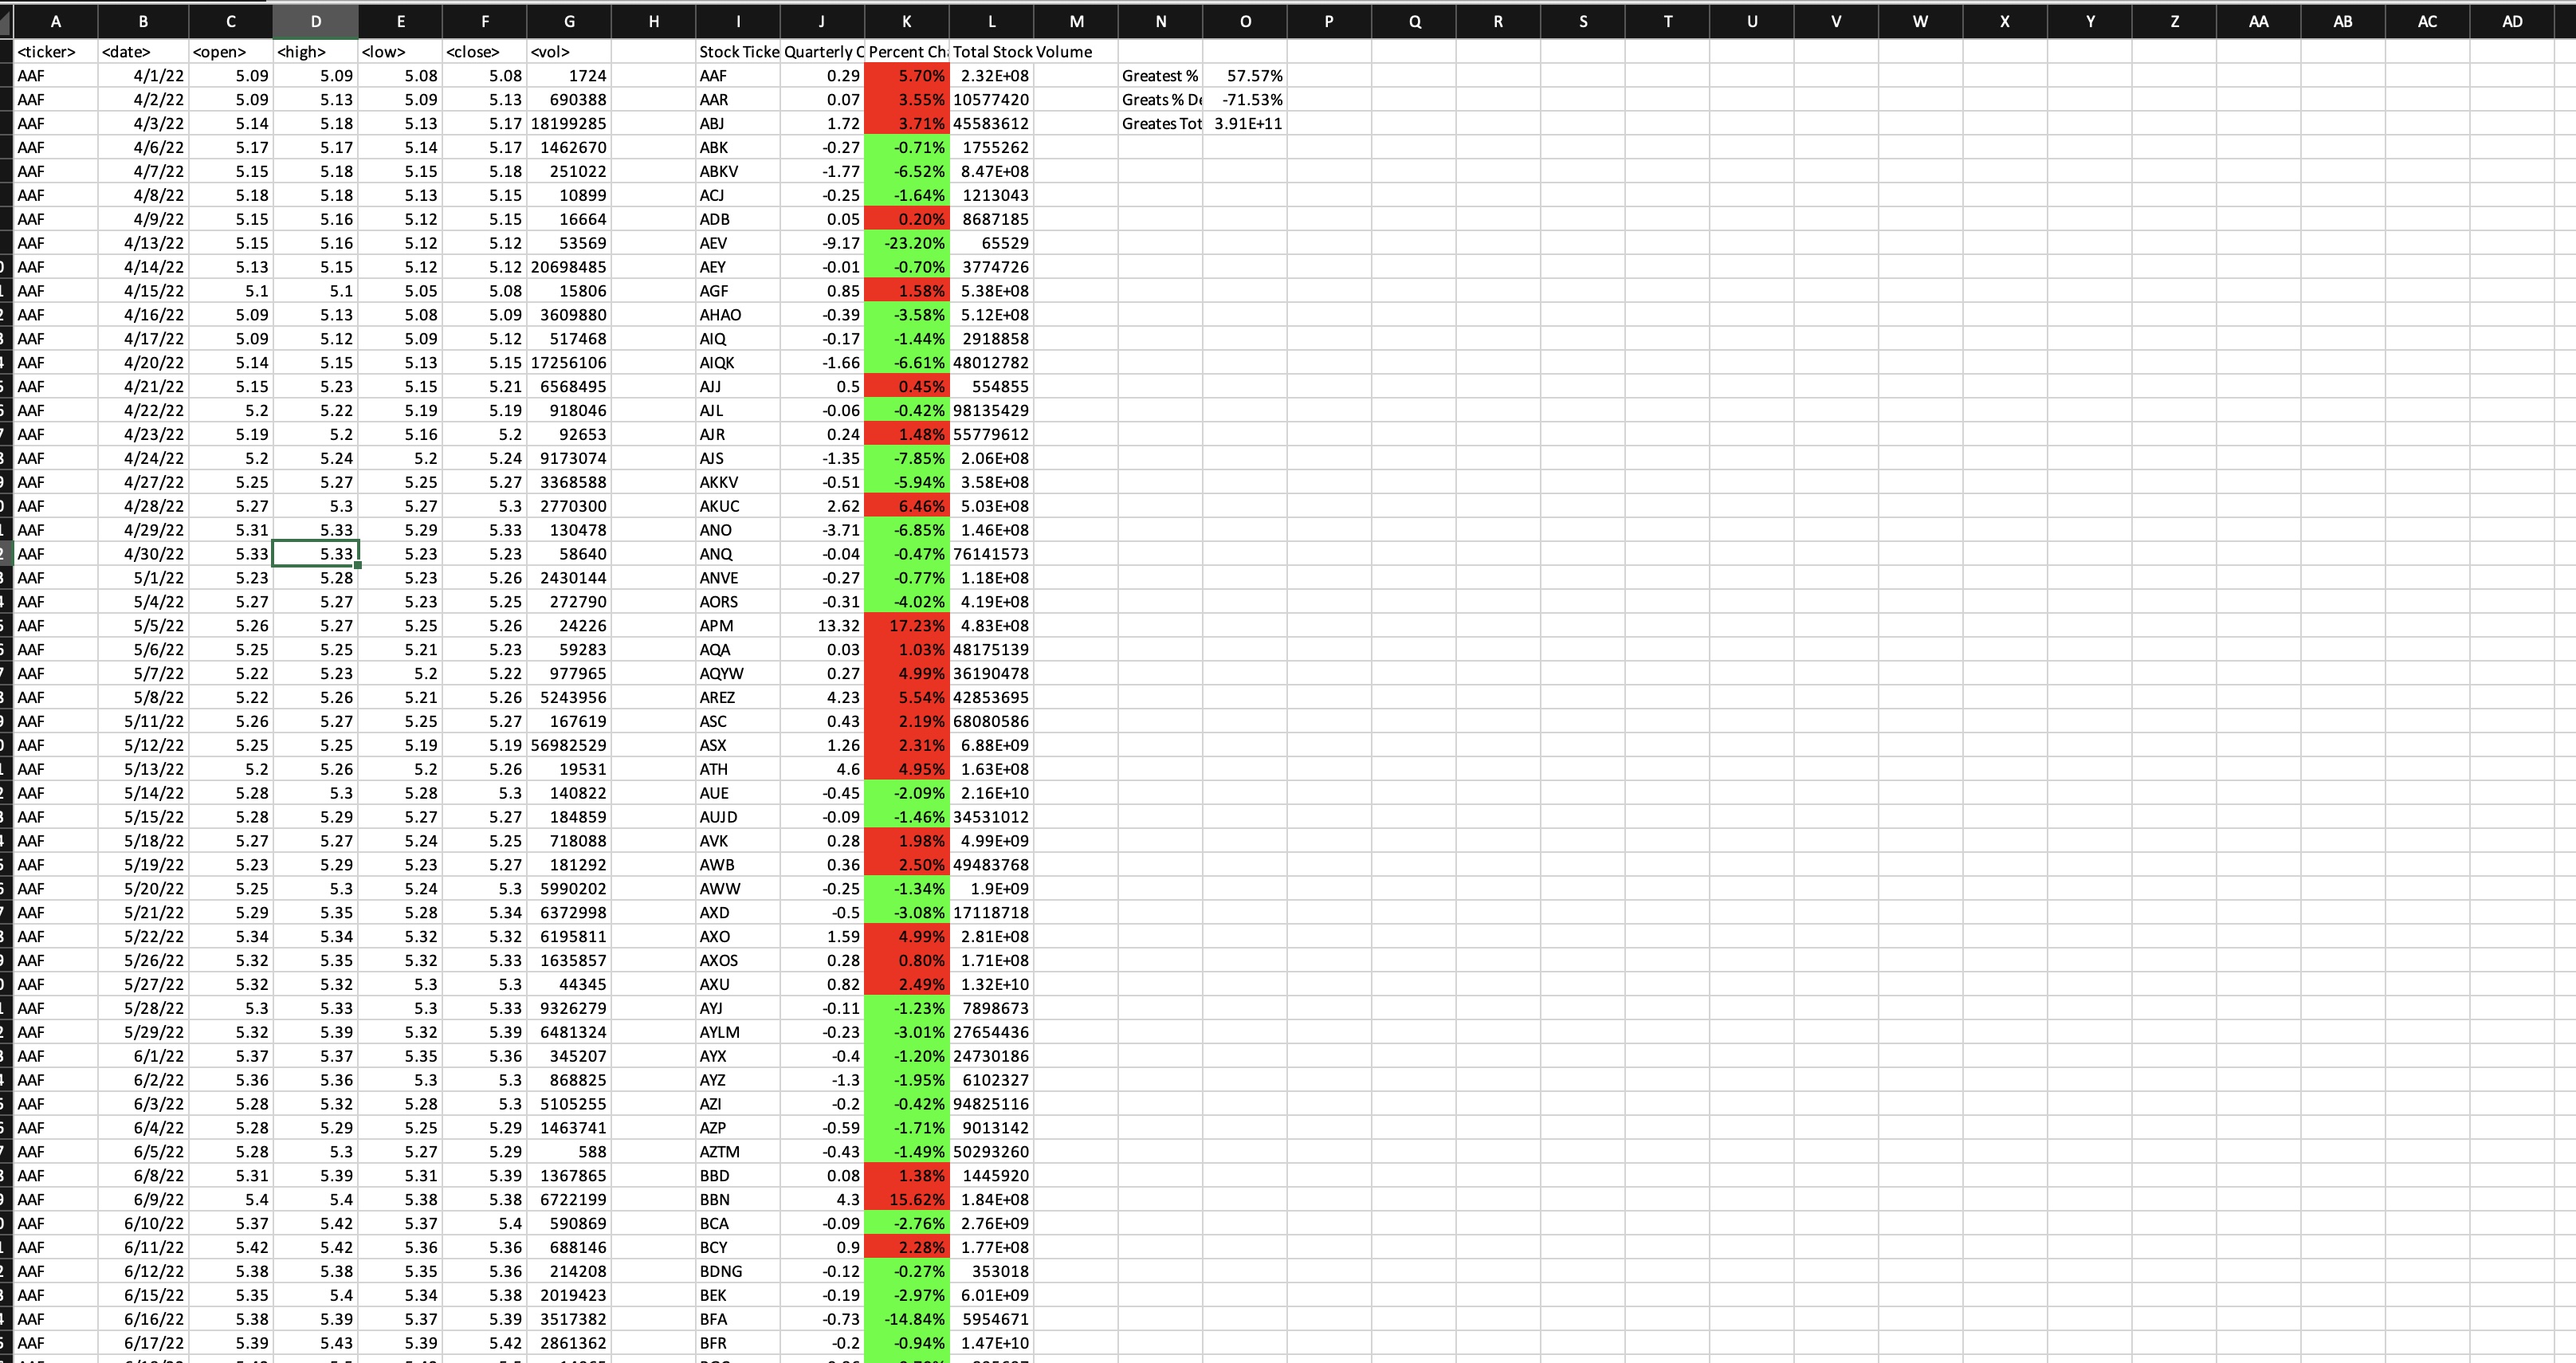 A B C D E F G H I J K L M N O P Q R S T U V W X Y Z AA AB AC AD
<ticker> <date> <open> <high> <low> <close> <vol> Stock Ticke Quarterly C Percent Ch Total Stock Volume
AAF 4/1/22 5.09 5.09 5.08 5.08 1724 AAF 0.29 5.70% 2.32E+08 Greatest % 57.57%
AAF 4/2/22 5.09 5.13 5.09 5.13 690388 AAR 0.07 3.55% 10577420 Greats % De -71.53%
AAF 4/3/22 5.14 5.18 5.13 5.17 18199285 ABJ 1.72 3.71% 45583612 Greates Tot 3.91E+11
AAF 4/6/22 5.17 5.17 5.14 5.17 1462670 ABK -0.27 -0.71% 1755262
AAF 4/7/22 5.15 5.18 5.15 5.18 251022 ABKV -1.77 -6.52% 8.47E+08
AAF 4/8/22 5.18 5.18 5.13 5.15 10899 ACJ -0.25 -1.64% 1213043
AAF 4/9/22 5.15 5.16 5.12 5.15 16664 ADB 0.05 0.20% 8687185
AAF 4/13/22 5.15 5.16 5.12 5.12 53569 AEV -9.17 -23.20% 65529
AAF 4/14/22 5.13 5.15 5.12 5.12 20698485 AEY -0.01 -0.70% 3774726
AAF 4/15/22 5.1 5.1 5.05 5.08 15806 AGF 0.85 1.58% 5.38E+08
AAF 4/16/22 5.09 5.13 5.08 5.09 3609880 AHAO -0.39 -3.58% 5.12E+08
AAF 4/17/22 5.09 5.12 5.09 5.12 517468 AIQ -0.17 -1.44% 2918858
AAF 4/20/22 5.14 5.15 5.13 5.15 17256106 AIQK -1.66 -6.61% 48012782
AAF 4/21/22 5.15 5.23 5.15 5.21 6568495 AJJ 0.5 0.45% 554855
AAF 4/22/22 5.2 5.22 5.19 5.19 918046 AJL -0.06 -0.42% 98135429
AAF 4/23/22 5.19 5.2 5.16 5.2 92653 AJR 0.24 1.48% 55779612
AAF 4/24/22 5.2 5.24 5.2 5.24 9173074 AJS -1.35 -7.85% 2.06E+08
AAF 4/27/22 5.25 5.27 5.25 5.27 3368588 AKKV -0.51 -5.94% 3.58E+08
AAF 4/28/22 5.27 5.3 5.27 5.3 2770300 AKUC 2.62 6.46% 5.03E+08
AAF 4/29/22 5.31 5.33 5.29 5.33 130478 ANO -3.71 -6.85% 1.46E+08
AAF 4/30/22 5.33 5.33 5.23 5.23 58640 ANQ -0.04 -0.47% 76141573
AAF 5/1/22 5.23 5.28 5.23 5.26 2430144 ANVE -0.27 -0.77% 1.18E+08
AAF 5/4/22 5.27 5.27 5.23 5.25 272790 AORS -0.31 -4.02% 4.19E+08
AAF 5/5/22 5.26 5.27 5.25 5.26 24226 APM 13.32 17.23% 4.83E+08
AAF 5/6/22 5.25 5.25 5.21 5.23 59283 AQA 0.03 1.03% 48175139
AAF 5/7/22 5.22 5.23 5.2 5.22 977965 AQYW 0.27 4.99% 36190478
AAF 5/8/22 5.22 5.26 5.21 5.26 5243956 AREZ 4.23 5.54% 42853695
AAF 5/11/22 5.26 5.27 5.25 5.27 167619 ASC 0.43 2.19% 68080586
AAF 5/12/22 5.25 5.25 5.19 5.19 56982529 ASX 1.26 2.31% 6.88E+09
AAF 5/13/22 5.2 5.26 5.2 5.26 19531 ATH 4.6 4.95% 1.63E+08
AAF 5/14/22 5.28 5.3 5.28 5.3 140822 AUE -0.45 -2.09% 2.16E+10
AAF 5/15/22 5.28 5.29 5.27 5.27 184859 AUJD -0.09 -1.46% 34531012
AAF 5/18/22 5.27 5.27 5.24 5.25 718088 AVK 0.28 1.98% 4.99E+09
AAF 5/19/22 5.23 5.29 5.23 5.27 181292 AWB 0.36 2.50% 49483768
AAF 5/20/22 5.25 5.3 5.24 5.3 5990202 AWW -0.25 -1.34% 1.9E+09
AAF 5/21/22 5.29 5.35 5.28 5.34 6372998 AXD -0.5 -3.08% 17118718
AAF 5/22/22 5.34 5.34 5.32 5.32 6195811 AXO 1.59 4.99% 2.81E+08
AAF 5/26/22 5.32 5.35 5.32 5.33 1635857 AXOS 0.28 0.80% 1.71E+08
AAF 5/27/22 5.32 5.32 5.3 5.3 44345 AXU 0.82 2.49% 1.32E+10
AAF 5/28/22 5.3 5.33 5.3 5.33 9326279 AYJ -0.11 -1.23% 7898673
AAF 5/29/22 5.32 5.39 5.32 5.39 6481324 AYLM -0.23 -3.01% 27654436
AAF 6/1/22 5.37 5.37 5.35 5.36 345207 AYX -0.4 -1.20% 24730186
AAF 6/2/22 5.36 5.36 5.3 5.3 868825 AYZ -1.3 -1.95% 6102327
AAF 6/3/22 5.28 5.32 5.28 5.3 5105255 AZI -0.2 -0.42% 94825116
AAF 6/4/22 5.28 5.29 5.25 5.29 1463741 AZP -0.59 -1.71% 9013142
AAF 6/5/22 5.28 5.3 5.27 5.29 588 AZTM -0.43 -1.49% 50293260
AAF 6/8/22 5.31 5.39 5.31 5.39 1367865 BBD 0.08 1.38% 1445920
AAF 6/9/22 5.4 5.4 5.38 5.38 6722199 BBN 4.3 15.62% 1.84E+08
AAF 6/10/22 5.37 5.42 5.37 5.4 590869 BCA -0.09 -2.76% 2.76E+09
AAF 6/11/22 5.42 5.42 5.36 5.36 688146 BCY 0.9 2.28% 1.77E+08
AAF 6/12/22 5.38 5.38 5.35 5.36 214208 BDNG -0.12 -0.27% 353018
AAF 6/15/22 5.35 5.4 5.34 5.38 2019423 BEK -0.19 -2.97% 6.01E+09
AAF 6/16/22 5.38 5.39 5.37 5.39 3517382 BFA -0.73 -14.84% 5954671
AAF 6/17/22 5.39 5.43 5.39 5.42 2861362 BFR -0.2 -0.94% 1.47E+10